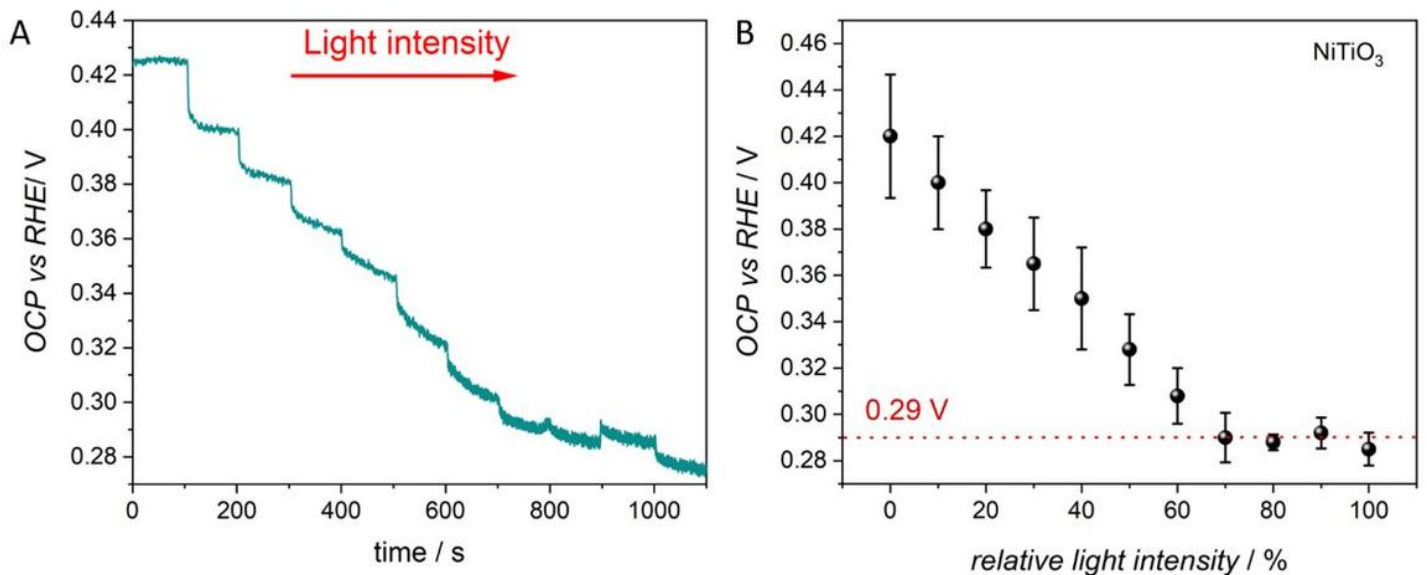 A
OCP vs RHE/ V
0.44
0.42
0.40
0.38
0.36
0.34
0.32
0.30
0.28
Light intensity
0 200 400 600 800 1000
time / s
B
OCP vs RHE / V
0.46
0.44
0.42
0.40
0.38
0.36
0.34
0.32
0.30
0.28
NiTiO₃
0.29 V
0 20 40 60 80 100
relative light intensity / %